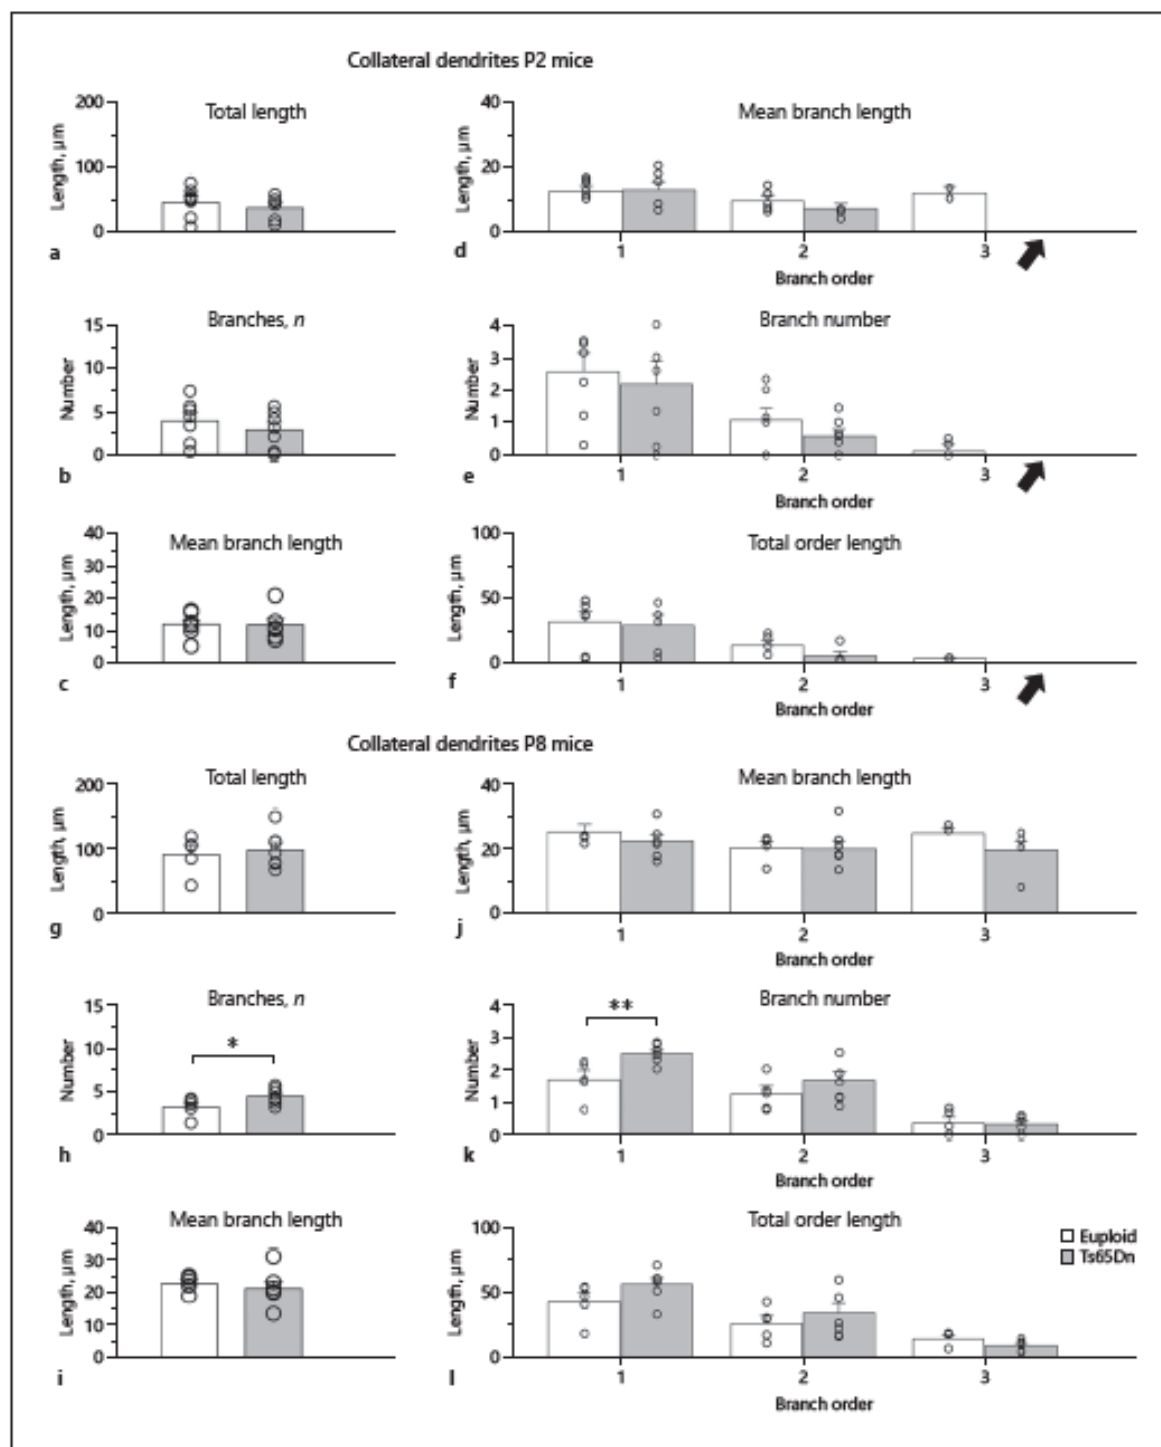 Collateral dendrites P2 mice
Total length
200
100
0
Length, µm
a
Mean branch length
40
20
0
Length, µm
1 2 3
Branch order
d
Branches, n
15
10
5
0
Number
b
Branch number
4
3
2
1
0
Number
1 2 3
Branch order
e
Mean branch length
40
30
20
10
0
Length, µm
c
Total order length
100
50
0
Length, µm
1 2 3
Branch order
f
Collateral dendrites P8 mice
Total length
200
100
0
Length, µm
g
Mean branch length
40
20
0
Length, µm
1 2 3
Branch order
j
Branches, n
15
10
5
0
Number
*
h
Branch number
4
3
2
1
0
Number
**
1 2 3
Branch order
k
Mean branch length
40
30
20
10
0
Length, µm
i
Total order length
100
50
0
Length, µm
1 2 3
Branch order
l
Euploid
Ts65Dn